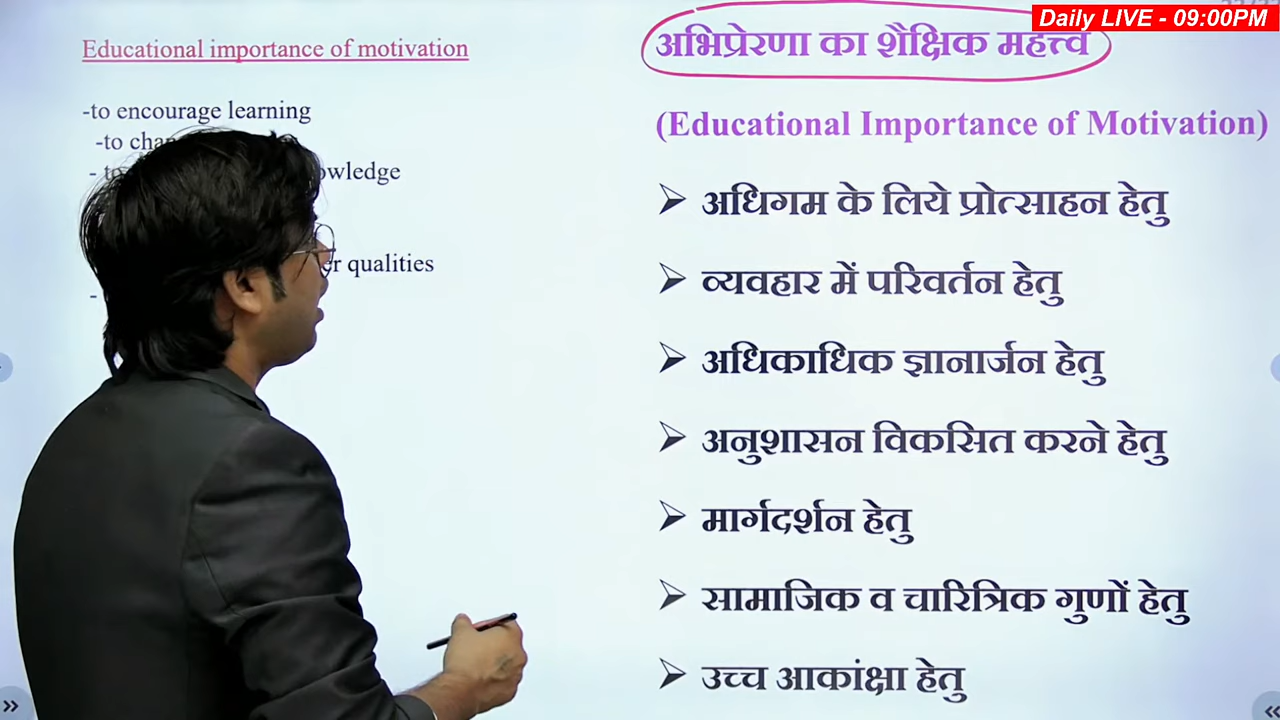 Daily LIVE - 09:00PM
Educational importance of motivation
-to encourage learning
-to
-
owledge
qualities
-
अभिप्रेरणा का शैक्षिक महत्त्व
(Educational Importance of Motivation)
➢ अधिगम के लिये प्रोत्साहन हेतु
➢ व्यवहार में परिवर्तन हेतु
➢ अधिकाधिक ज्ञानार्जन हेतु
➢ अनुशासन विकसित करने हेतु
➢ मार्गदर्शन हेतु
➢ सामाजिक व चारित्रिक गुणों हेतु
➢ उच्च आकांक्षा हेतु